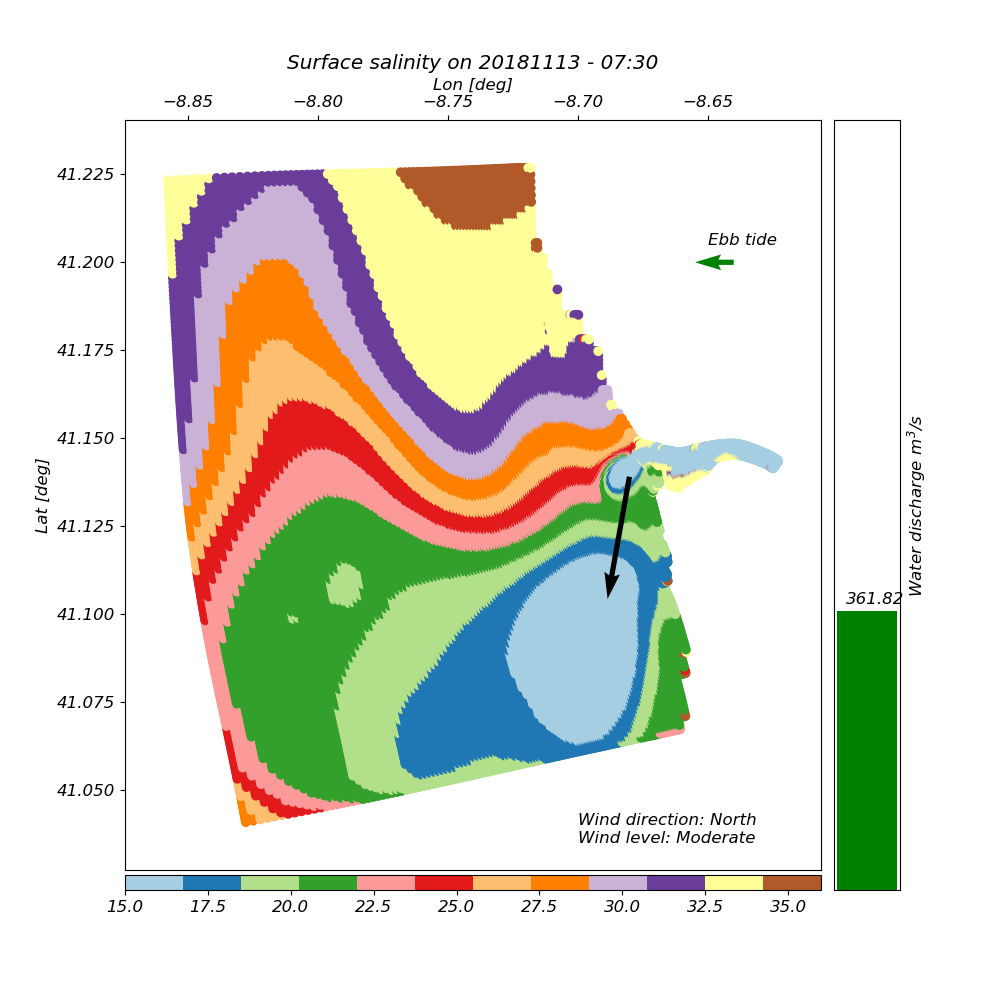 Surface salinity on 20181113 - 07:30
Lon [deg]
−8.85 −8.80 −8.75 −8.70 −8.65
41.225
41.200
41.175
41.150
41.125
41.100
41.075
41.050
Lat [deg]
Ebb tide
Wind direction: North
Wind level: Moderate
361.82
Water discharge m³/s
15.0 17.5 20.0 22.5 25.0 27.5 30.0 32.5 35.0